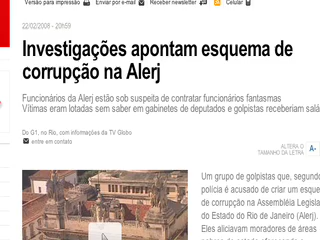 Versão para impressão Enviar por e-mail Receber newsletter Celular
22/02/2008 - 20h59
Investigações apontam esquema de
corrupção na Alerj
Funcionários da Alerj estão sob suspeita de contratar funcionários fantasmas
Vítimas eram lotadas sem saber em gabinetes de deputados e golpistas receberiam salá
Do G1, no Rio, com informações da TV Globo
entre em contato
ALTERA O
TAMANHO DA LETRA
A-
Um grupo de golpistas que, segundo
polícia é acusado de criar um esque
de corrupção na Assembléia Legisla
do Estado do Rio de Janeiro (Alerj).
Eles aliciavam moradores de áreas